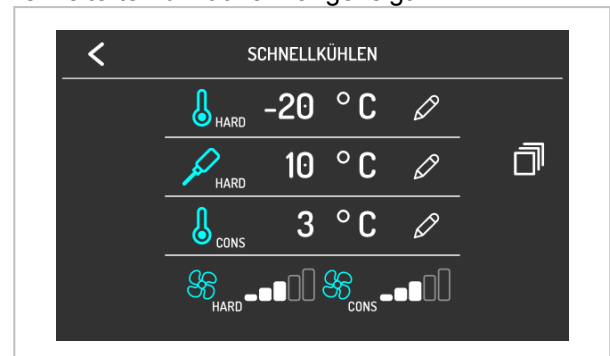 SCHNELLKÜHLEN
HARD -20 °C
HARD 10 °C
CONS 3 °C
HARD CONS